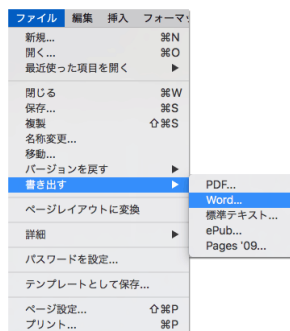 ファイル 編集 挿入 フォーマッ
新規... ⌘N
開く... ⌘O
最近使った項目を開く ▶
閉じる ⌘W
保存... ⌘S
複製 ⇧⌘S
名称変更...
移動...
バージョンを戻す ▶
書き出す ▶
PDF...
Word...
標準テキスト...
ePub...
Pages '09...
ページレイアウトに変換
詳細 ▶
パスワードを設定...
テンプレートとして保存...
ページ設定... ⇧⌘P
プリント... ⌘P